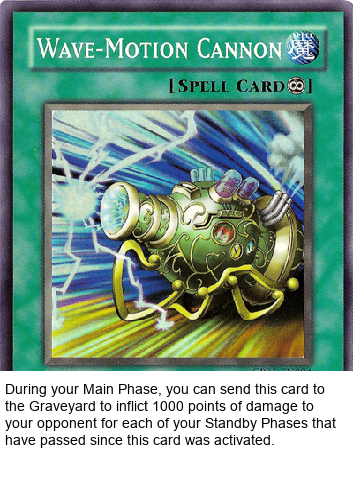 WAVE-MOTION CANNON
[SPELL CARD]
During your Main Phase, you can send this card to
the Graveyard to inflict 1000 points of damage to
your opponent for each of your Standby Phases that
have passed since this card was activated.